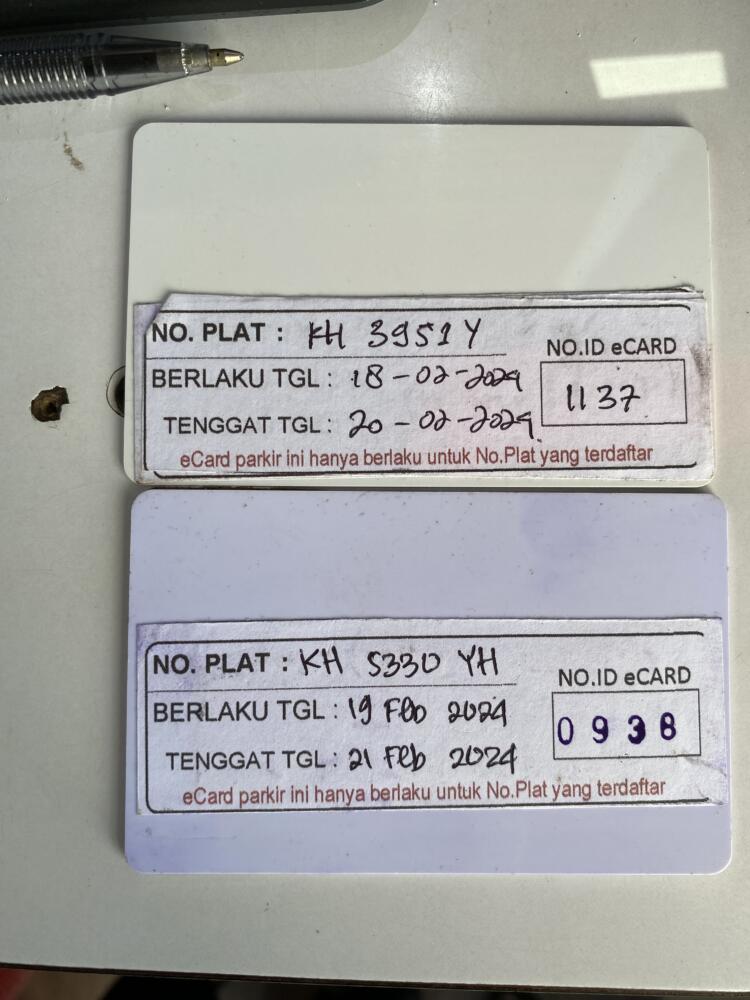 NO. PLAT : KH 3951 Y
NO.ID eCARD
BERLAKU TGL : 18-02-2024
1137
TENGGAT TGL : 20-02-2024
eCard parkir ini hanya berlaku untuk No.Plat yang terdaftar
NO. PLAT : KH 5330 YH
NO.ID eCARD
BERLAKU TGL : 19 Feb 2024
0938
TENGGAT TGL : 21 Feb 2024
eCard parkir ini hanya berlaku untuk No.Plat yang terdaftar